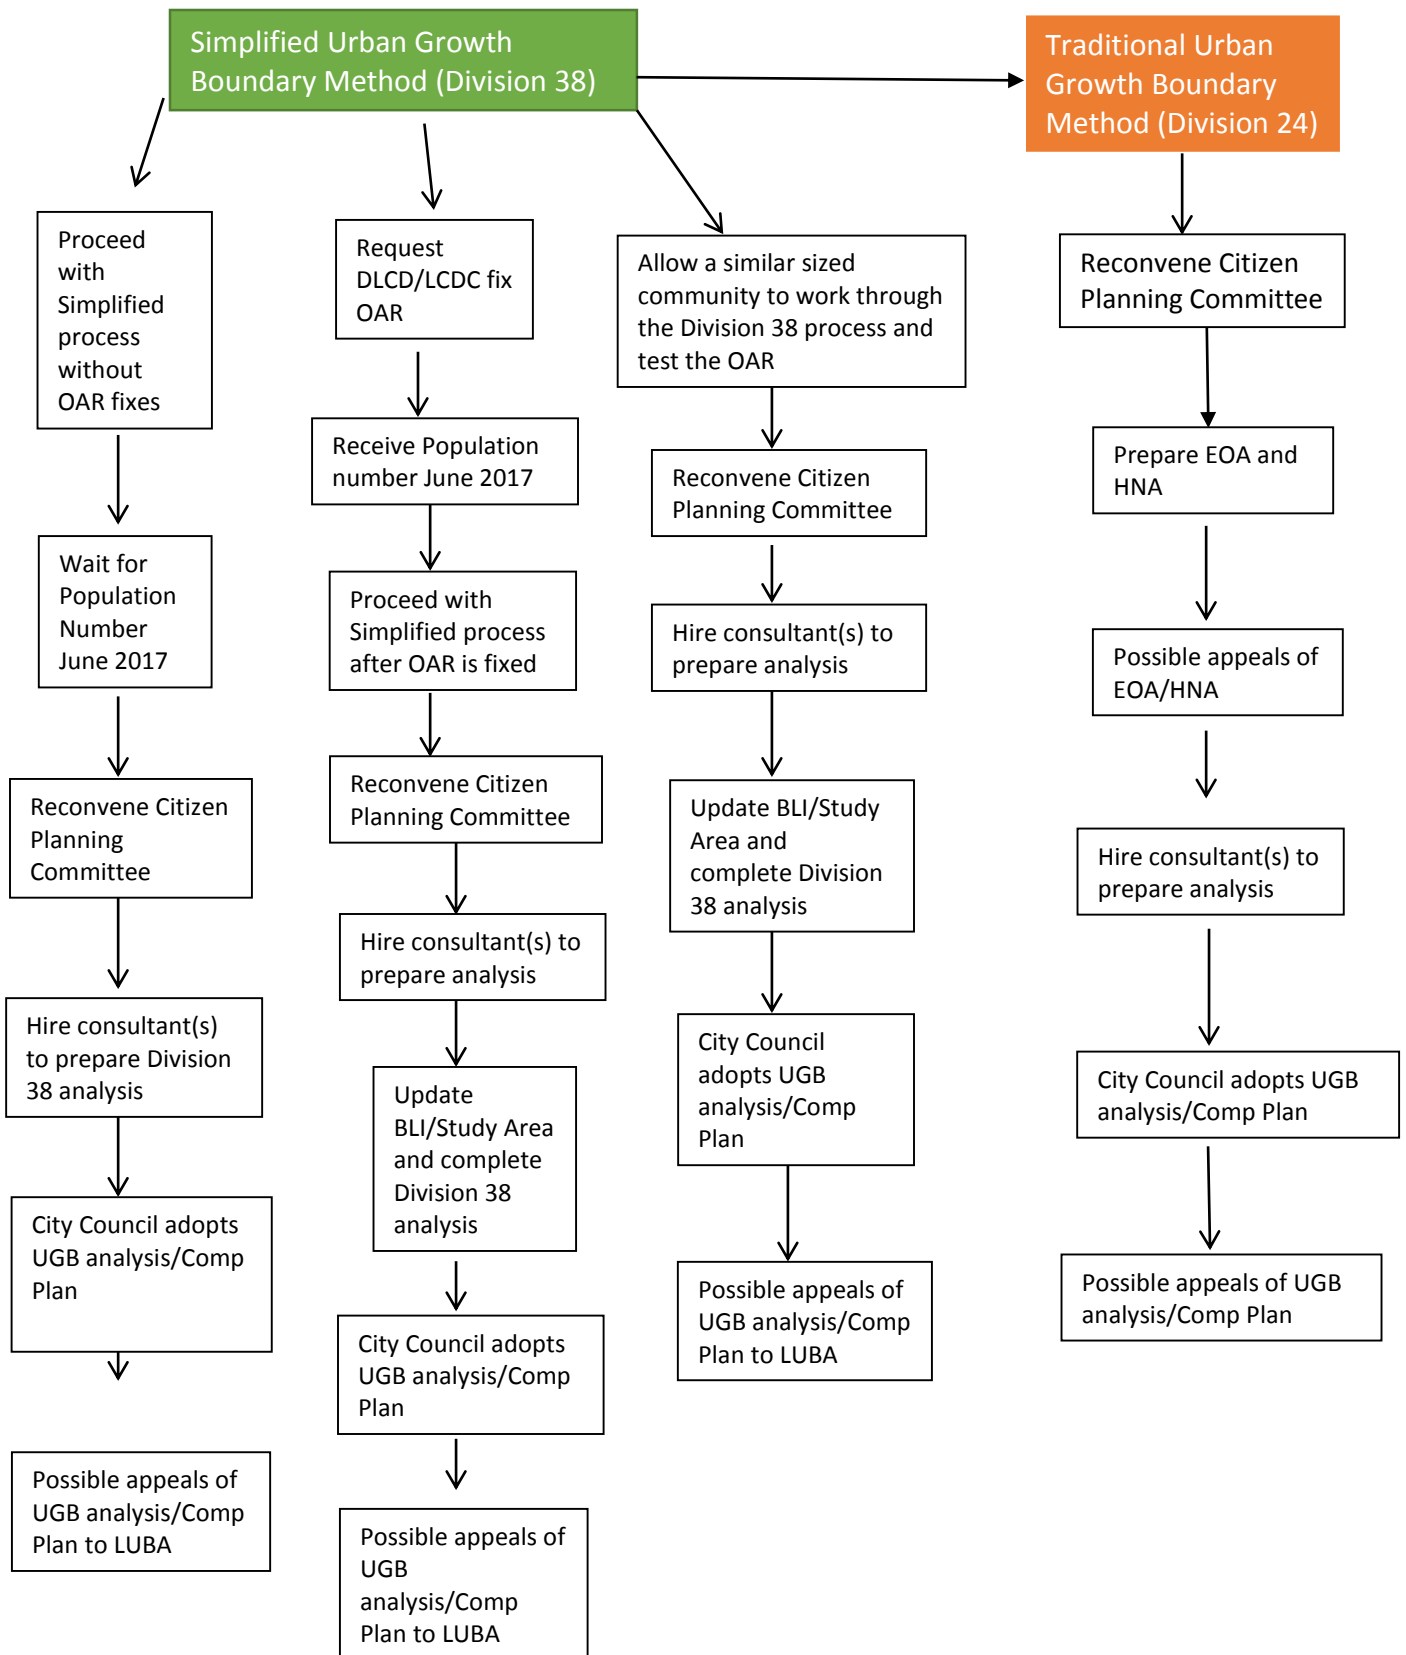 Simplified Urban Growth
Boundary Method (Division 38)
Traditional Urban
Growth Boundary
Method (Division 24)
Proceed
with
Simplified
process
without
OAR fixes
Wait for
Population
Number
June 2017
Reconvene Citizen
Planning
Committee
Hire consultant(s)
to prepare Division
38 analysis
City Council adopts
UGB analysis/Comp
Plan
Possible appeals of
UGB analysis/Comp
Plan to LUBA
Request
DLCD/LCDC fix
OAR
Receive Population
number June 2017
Proceed with
Simplified process
after OAR is fixed
Reconvene Citizen
Planning Committee
Hire consultant(s) to
prepare analysis
Update
BLI/Study Area
and complete
Division 38
analysis
City Council adopts
UGB analysis/Comp
Plan
Possible appeals of
UGB
analysis/Comp
Plan to LUBA
Allow a similar sized
community to work through
the Division 38 process and
test the OAR
Reconvene Citizen
Planning Committee
Hire consultant(s) to
prepare analysis
Update BLI/Study
Area and
complete Division
38 analysis
City Council
adopts UGB
analysis/Comp
Plan
Possible appeals of
UGB analysis/Comp
Plan to LUBA
Reconvene Citizen
Planning Committee
Prepare EOA and
HNA
Possible appeals of
EOA/HNA
Hire consultant(s) to
prepare analysis
City Council adopts UGB
analysis/Comp Plan
Possible appeals of UGB
analysis/Comp Plan